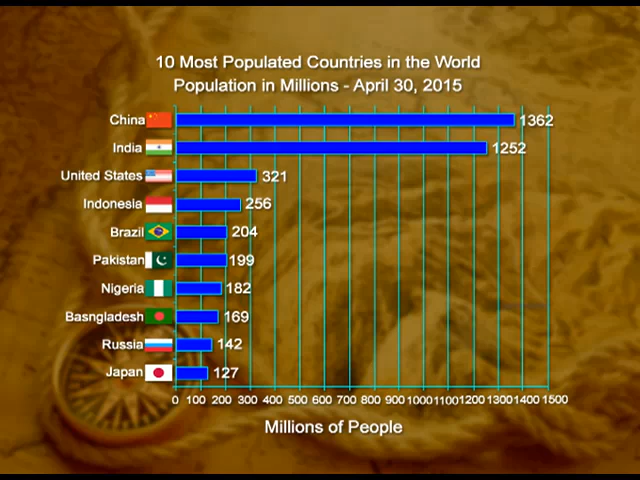 10 Most Populated Countries in the World
Population in Millions - April 30, 2015
China 1362
India 1252
United States 321
Indonesia 256
Brazil 204
Pakistan 199
Nigeria 182
Basngladesh 169
Russia 142
Japan 127
0 100 200 300 400 500 600 700 800 900 1000 1100 1200 1300 1400 1500
Millions of People